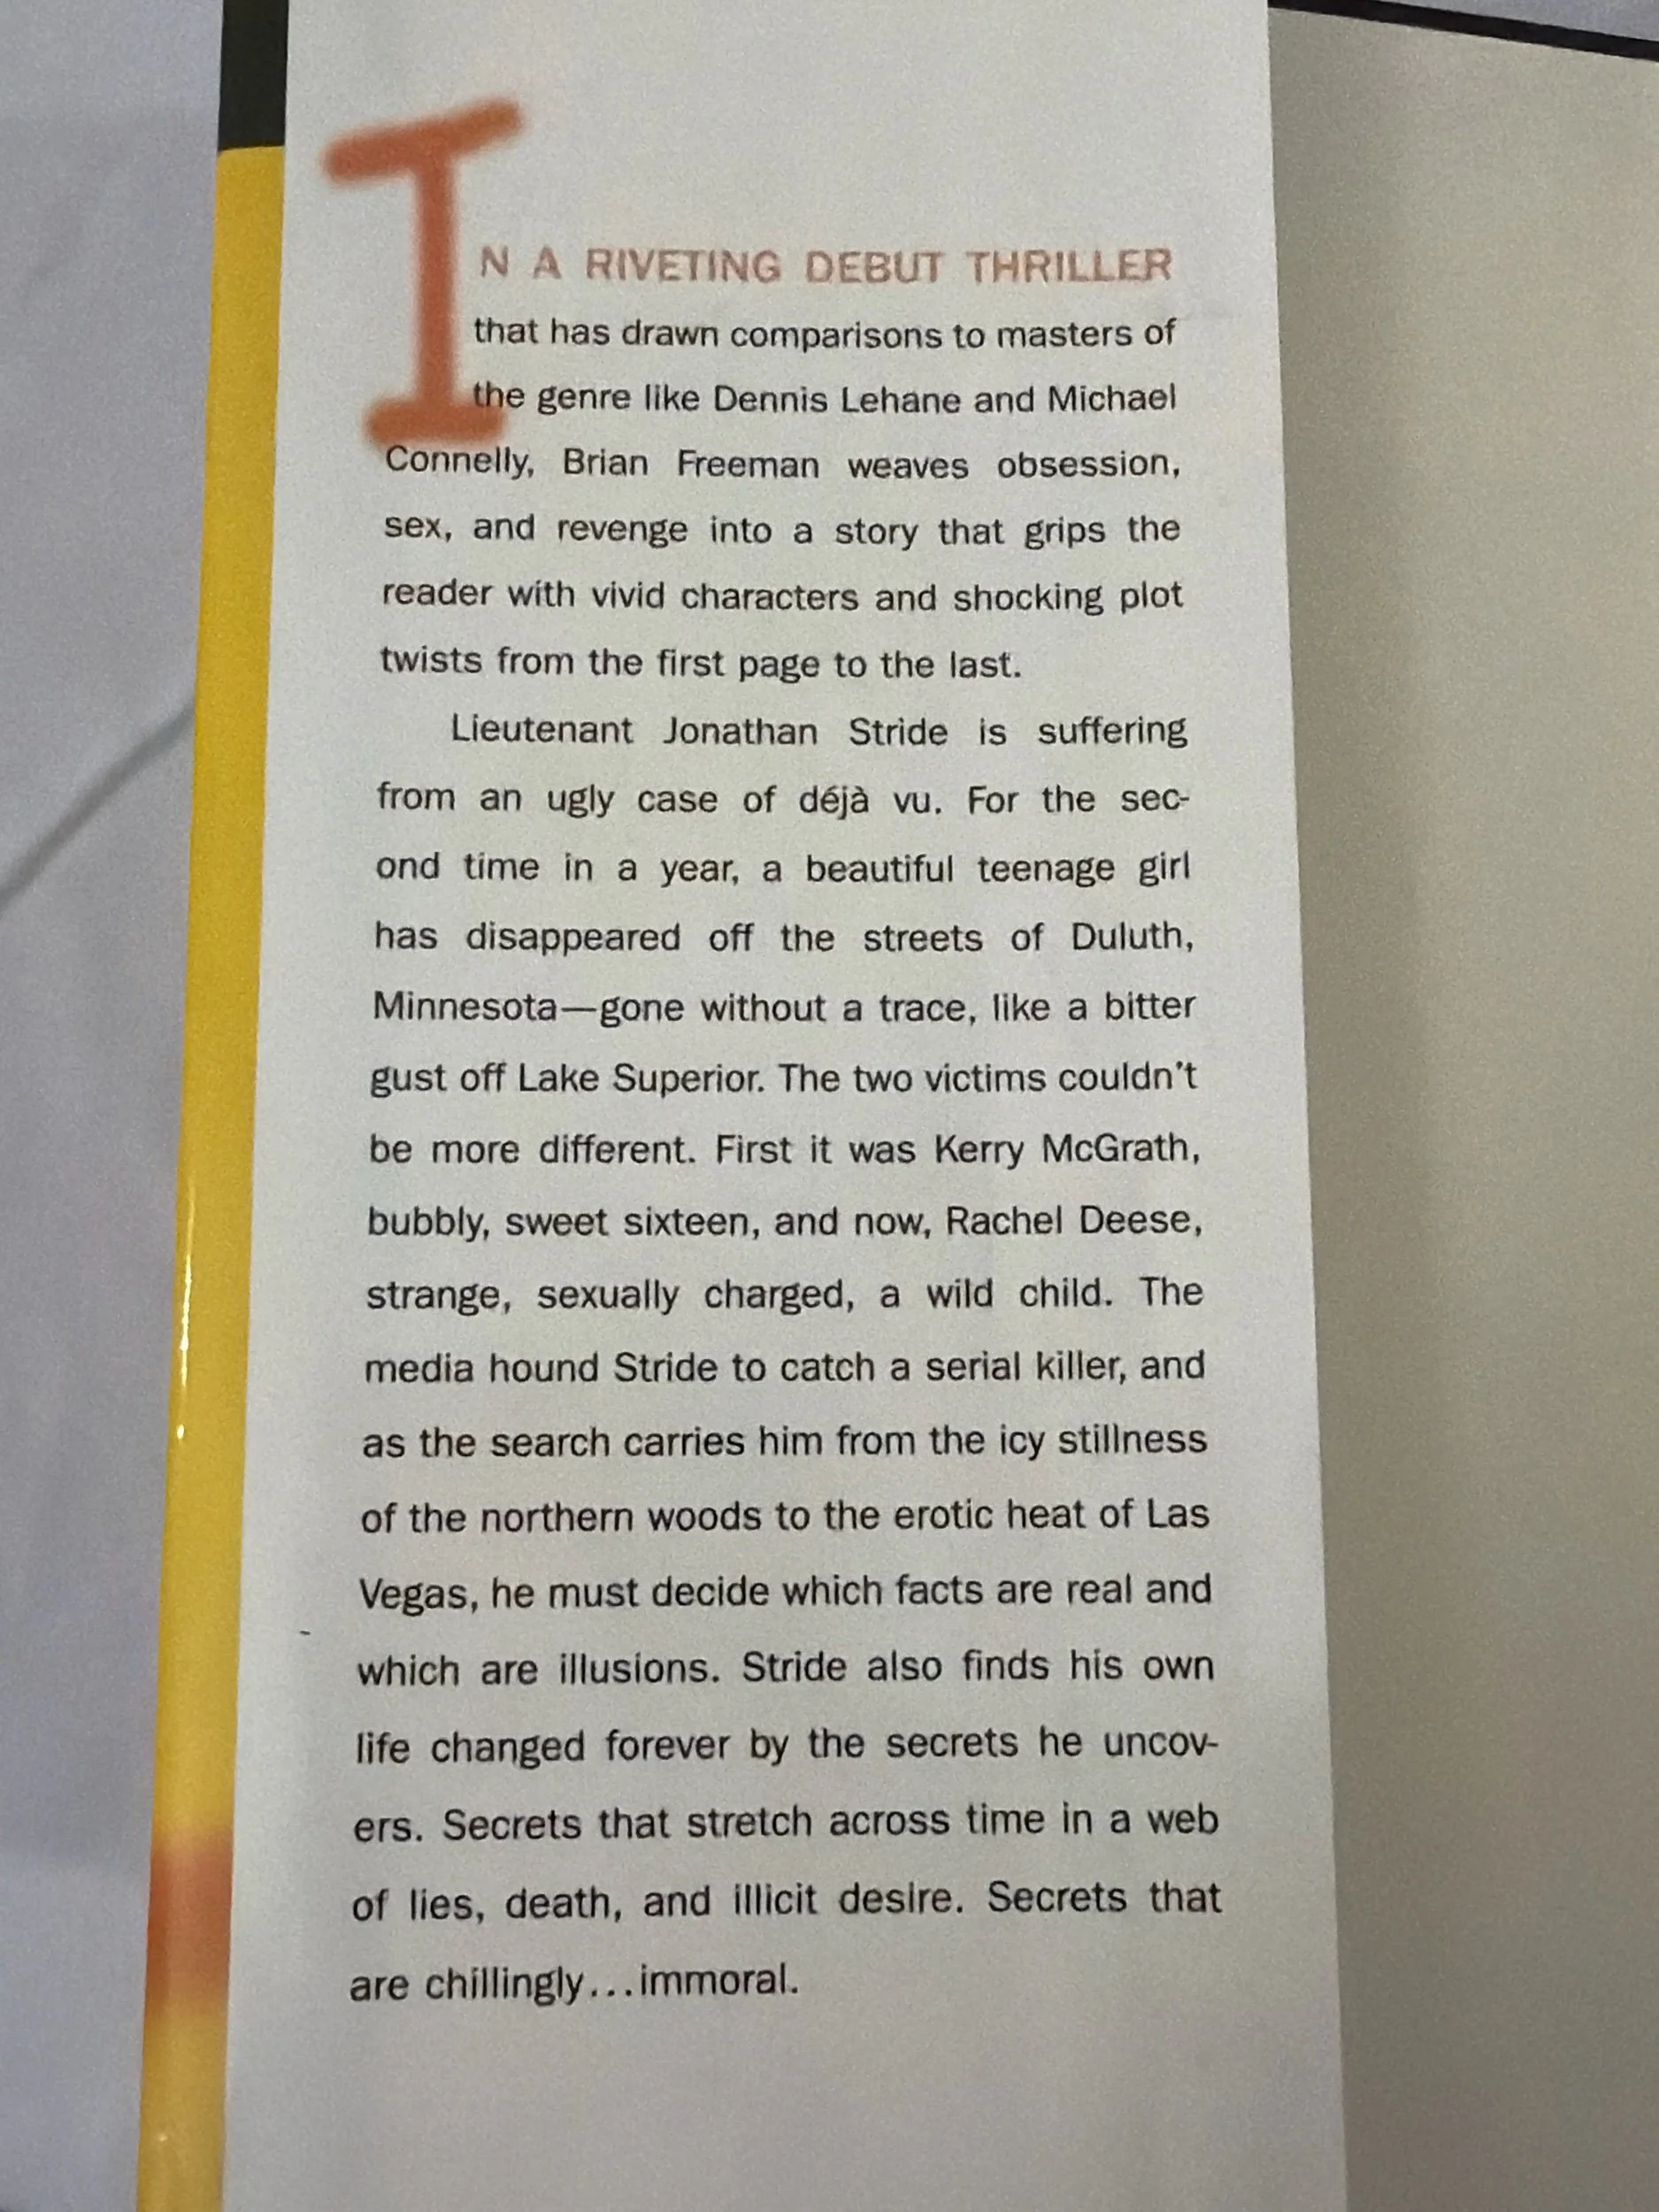 IN A RIVETING DEBUT THRILLER
that has drawn comparisons to masters of
the genre like Dennis Lehane and Michael
Connelly, Brian Freeman weaves obsession,
sex, and revenge into a story that grips the
reader with vivid characters and shocking plot
twists from the first page to the last.
Lieutenant Jonathan Stride is suffering
from an ugly case of déjà vu. For the sec-
ond time in a year, a beautiful teenage girl
has disappeared off the streets of Duluth,
Minnesota—gone without a trace, like a bitter
gust off Lake Superior. The two victims couldn't
be more different. First it was Kerry McGrath,
bubbly, sweet sixteen, and now, Rachel Deese,
strange, sexually charged, a wild child. The
media hound Stride to catch a serial killer, and
as the search carries him from the icy stillness
of the northern woods to the erotic heat of Las
Vegas, he must decide which facts are real and
which are illusions. Stride also finds his own
life changed forever by the secrets he uncov-
ers. Secrets that stretch across time in a web
of lies, death, and illicit desire. Secrets that
are chillingly...immoral.